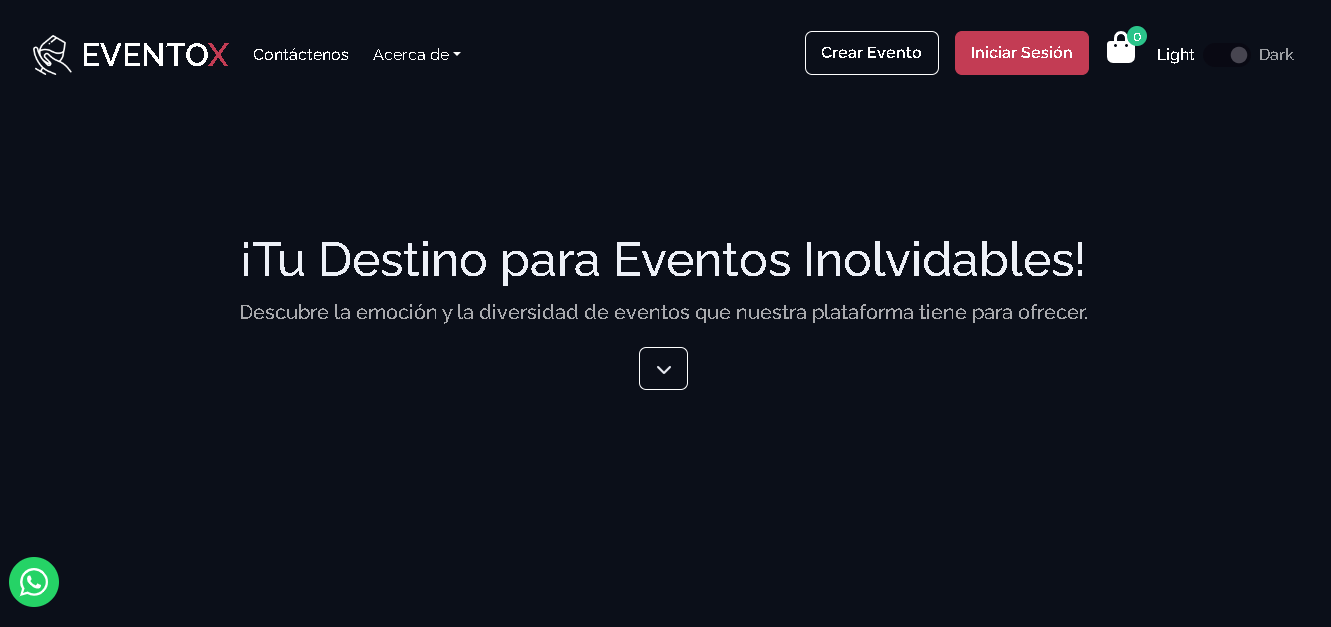 EVENTOX Contáctenos Acerca de Crear Evento Iniciar Sesión 0 Light Dark
¡Tu Destino para Eventos Inolvidables!
Descubre la emoción y la diversidad de eventos que nuestra plataforma tiene para ofrecer.